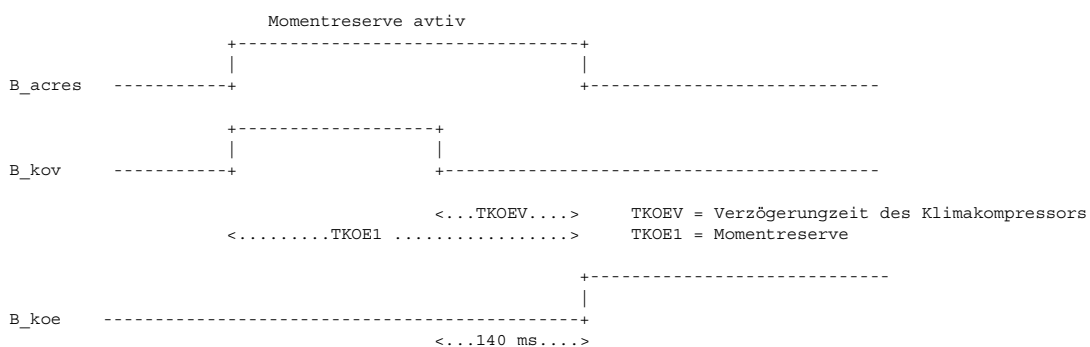 Momentreserve avtiv
+---------------------------------+
| |
B_acres -----------+ +----------------------------
+-------------------+
| |
B_kov -----------+ +------------------------------------------
<...TKOEV....> TKOEV = Verzögerungzeit des Klimakompressors
<.........TKOE1 .................> TKOE1 = Momentreserve
+-----------------------------
|
B_koe ----------------------------------------------+
<...140 ms....>